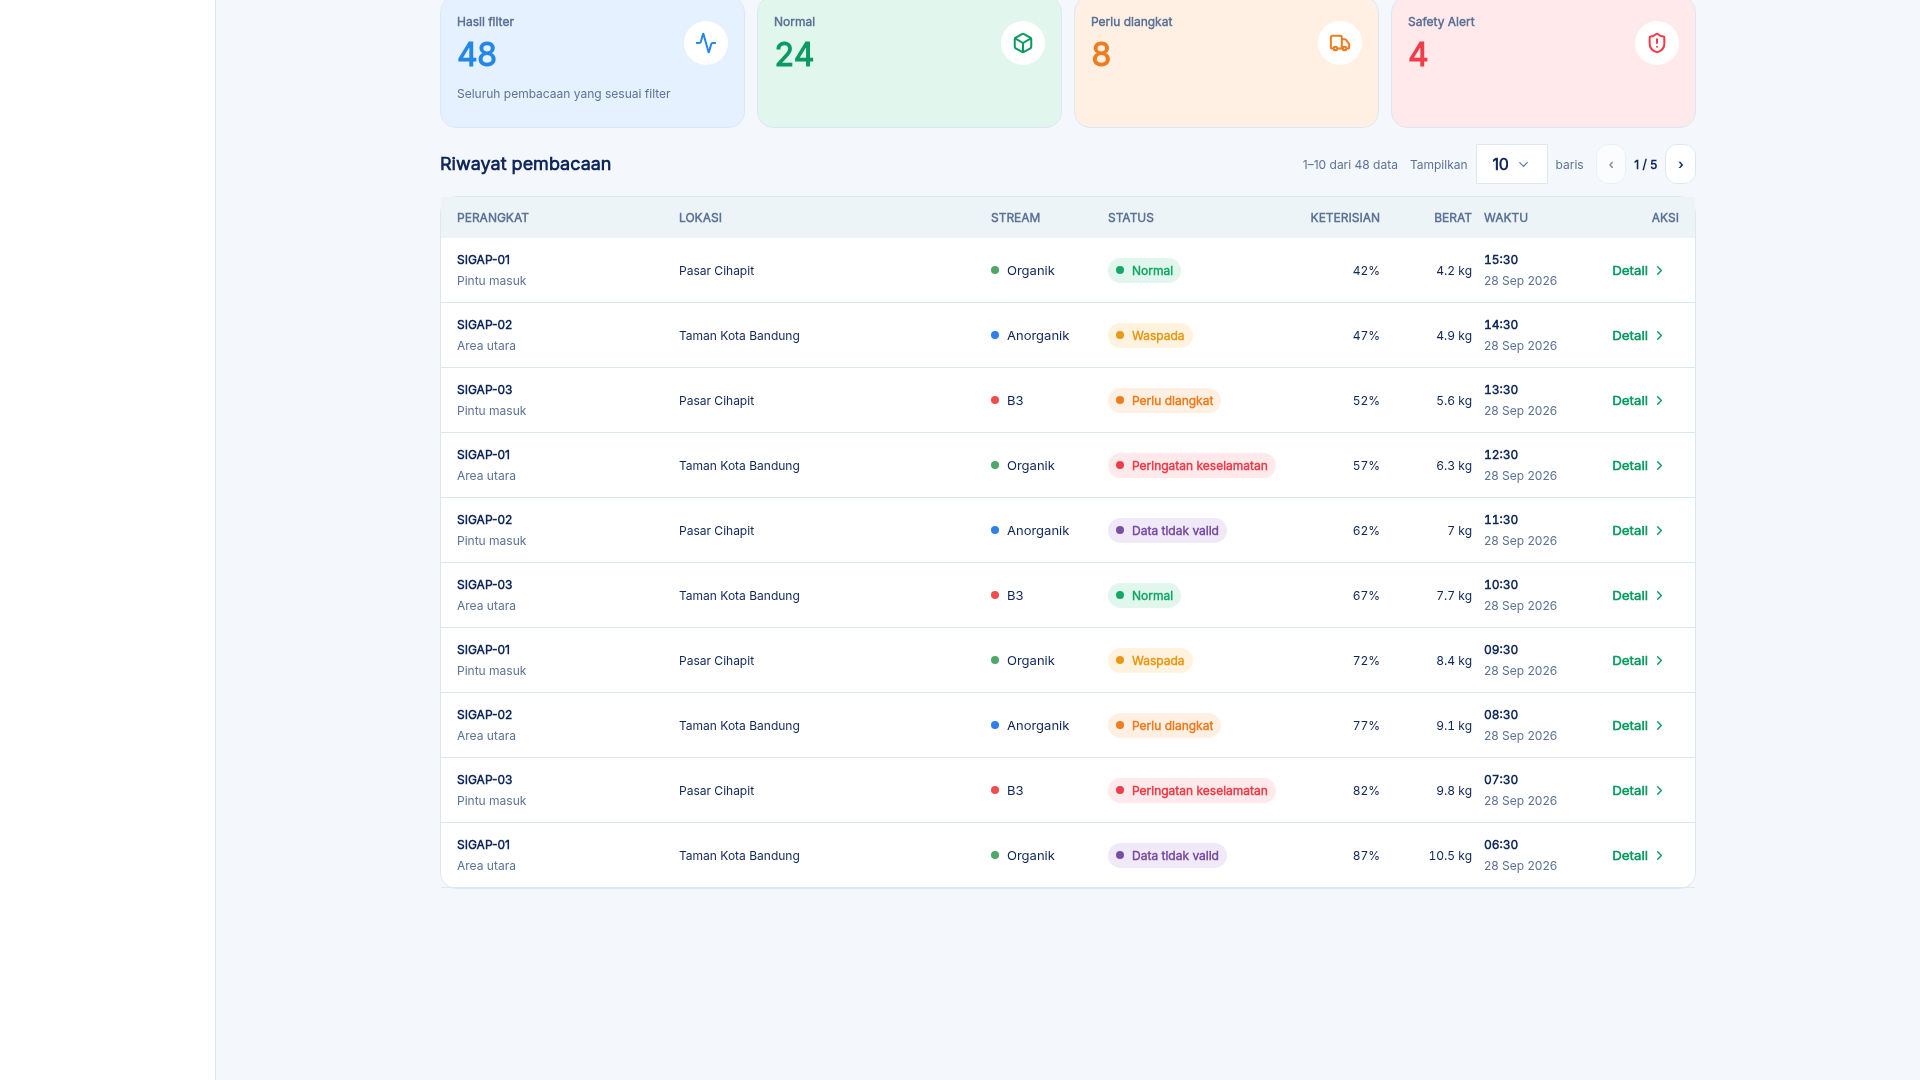 Hasil filter
48
Seluruh pembacaan yang sesuai filter
Normal
24
Perlu diangkat
8
Safety Alert
4
Riwayat pembacaan
1–10 dari 48 data Tampilkan 10 baris ‹ 1 / 5 ›
PERANGKAT LOKASI STREAM STATUS KETERISIAN BERAT WAKTU AKSI
SIGAP-01 15:30
Pasar Cihapit Organik Normal 42% 4.2 kg Detail
Pintu masuk 28 Sep 2026
SIGAP-02 14:30
Taman Kota Bandung Anorganik Waspada 47% 4.9 kg Detail
Area utara 28 Sep 2026
SIGAP-03 13:30
Pasar Cihapit B3 Perlu diangkat 52% 5.6 kg Detail
Pintu masuk 28 Sep 2026
SIGAP-01 12:30
Taman Kota Bandung Organik Peringatan keselamatan 57% 6.3 kg Detail
Area utara 28 Sep 2026
SIGAP-02 11:30
Pasar Cihapit Anorganik Data tidak valid 62% 7 kg Detail
Pintu masuk 28 Sep 2026
SIGAP-03 10:30
Taman Kota Bandung B3 Normal 67% 7.7 kg Detail
Area utara 28 Sep 2026
SIGAP-01 09:30
Pasar Cihapit Organik Waspada 72% 8.4 kg Detail
Pintu masuk 28 Sep 2026
SIGAP-02 08:30
Taman Kota Bandung Anorganik Perlu diangkat 77% 9.1 kg Detail
Area utara 28 Sep 2026
SIGAP-03 07:30
Pasar Cihapit B3 Peringatan keselamatan 82% 9.8 kg Detail
Pintu masuk 28 Sep 2026
SIGAP-01 06:30
Taman Kota Bandung Organik Data tidak valid 87% 10.5 kg Detail
Area utara 28 Sep 2026